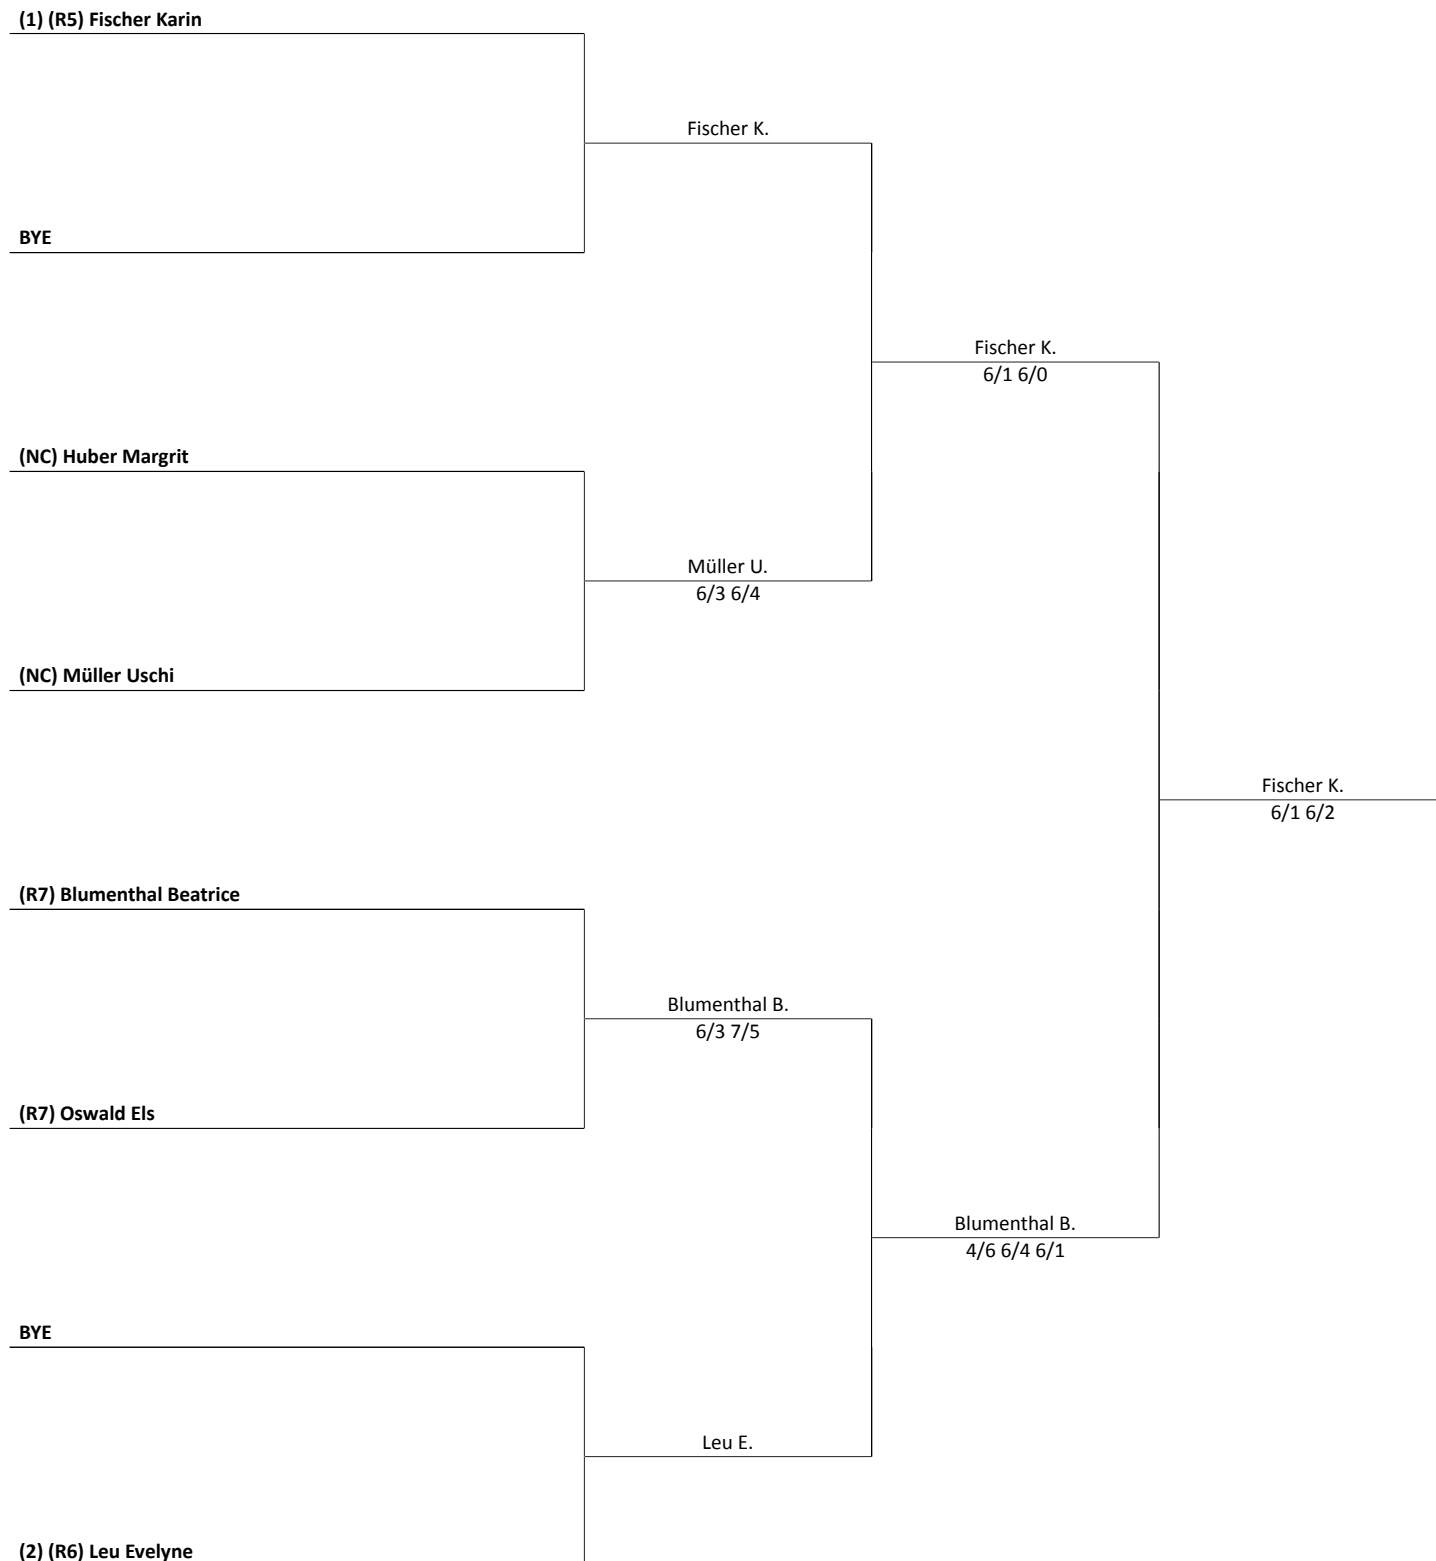 (1) (R5) Fischer Karin
Fischer K.
BYE
Fischer K.
6/1 6/0
(NC) Huber Margrit
Müller U.
6/3 6/4
(NC) Müller Uschi
Fischer K.
6/1 6/2
(R7) Blumenthal Beatrice
Blumenthal B.
6/3 7/5
(R7) Oswald Els
Blumenthal B.
4/6 6/4 6/1
BYE
Leu E.
(2) (R6) Leu Evelyne